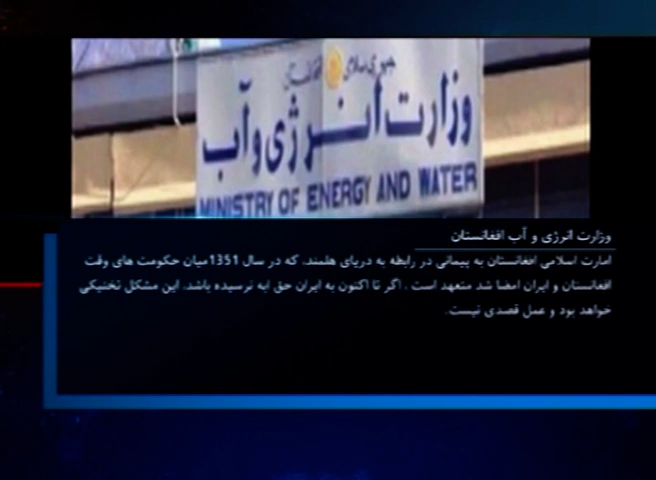 جمهوری اسلامی افغانستان
وزارت انرژی و آب
MINISTRY OF ENERGY AND WATER
وزارت انرژی و آب افغانستان
امارت اسلامی افغانستان به پیمانی در رابطه به دریای هلمند، که در سال 1351میان حکومت های وقت
افغانستان و ایران امضا شد متعهد است . اگر تا اکنون به ایران حق ابه نرسیده باشد، این مشکل تخنیکی
خواهد بود و عمل قصدی نیست.